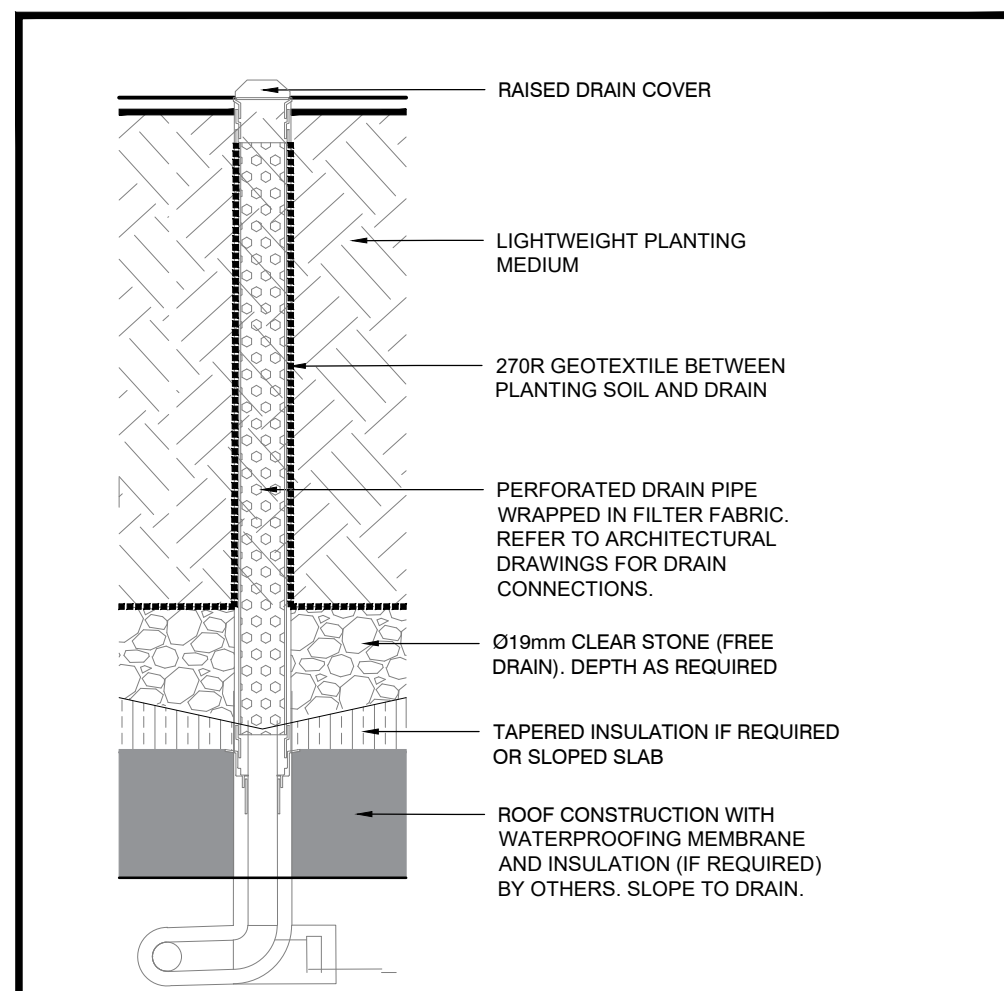 RAISED DRAIN COVER
LIGHTWEIGHT PLANTING
MEDIUM
270R GEOTEXTILE BETWEEN
PLANTING SOIL AND DRAIN
PERFORATED DRAIN PIPE
WRAPPED IN FILTER FABRIC.
REFER TO ARCHITECTURAL
DRAWINGS FOR DRAIN
CONNECTIONS.
Ø19mm CLEAR STONE (FREE
DRAIN). DEPTH AS REQUIRED
TAPERED INSULATION IF REQUIRED
OR SLOPED SLAB
ROOF CONSTRUCTION WITH
WATERPROOFING MEMBRANE
AND INSULATION (IF REQUIRED)
BY OTHERS. SLOPE TO DRAIN.